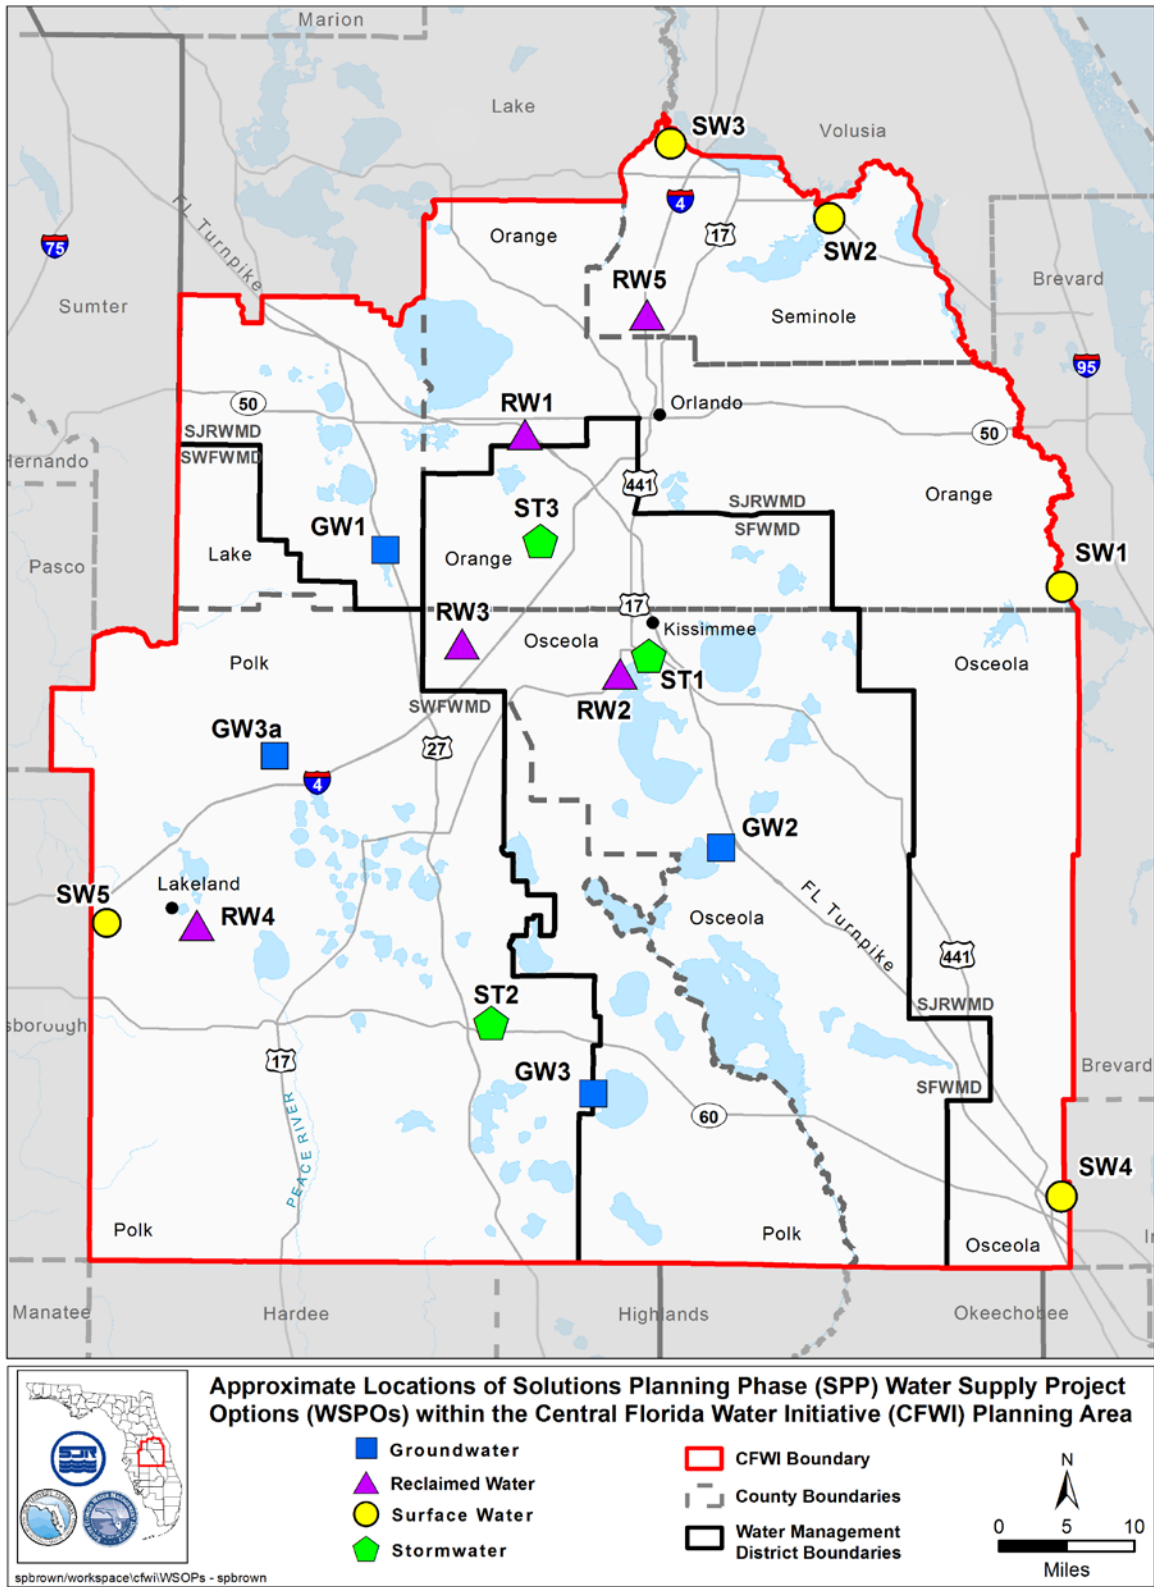 Marion
Lake
Volusia
SW3
4
17
SW2
FL Turnpike
75
Orange
Brevard
RW5
Sumter
Seminole
95
50
RW1
Orlando
SJRWMD
50
Hernando
SWFWMD
441
ST3
SJRWMD
Orange
GW1
SFWMD
Lake
Orange
SW1
Pasco
17
RW3
Kissimmee
Osceola
Polk
Osceola
ST1
RW2
SWFWMD
GW3a
27
4
GW2
SW5
Lakeland
RW4
FL Turnpike
Osceola
441
ST2
SJRWMD
sborough
17
GW3
Brevard
SFWMD
60
PEACE RIVER
SW4
Polk
Polk
Osceola
Manatee
Hardee
Highlands
Okeechobee
Approximate Locations of Solutions Planning Phase (SPP) Water Supply Project
Options (WSPOs) within the Central Florida Water Initiative (CFWI) Planning Area
Groundwater
Reclaimed Water
Surface Water
Stormwater
CFWI Boundary
County Boundaries
Water Management
District Boundaries
N
0 5 10
Miles
SJR
spbrown/workspace\cfwi\WSOPs - spbrown